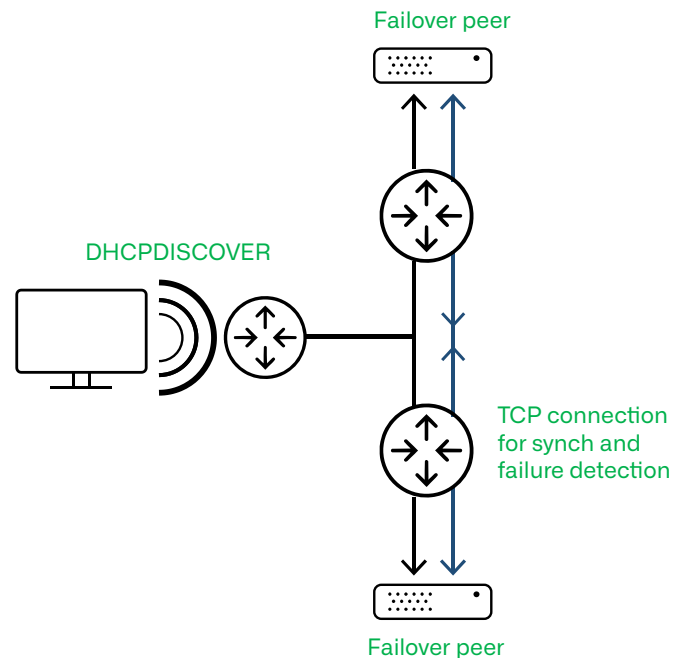 Failover peer
DHCPDISCOVER
TCP connection
for synch and
failure detection
Failover peer